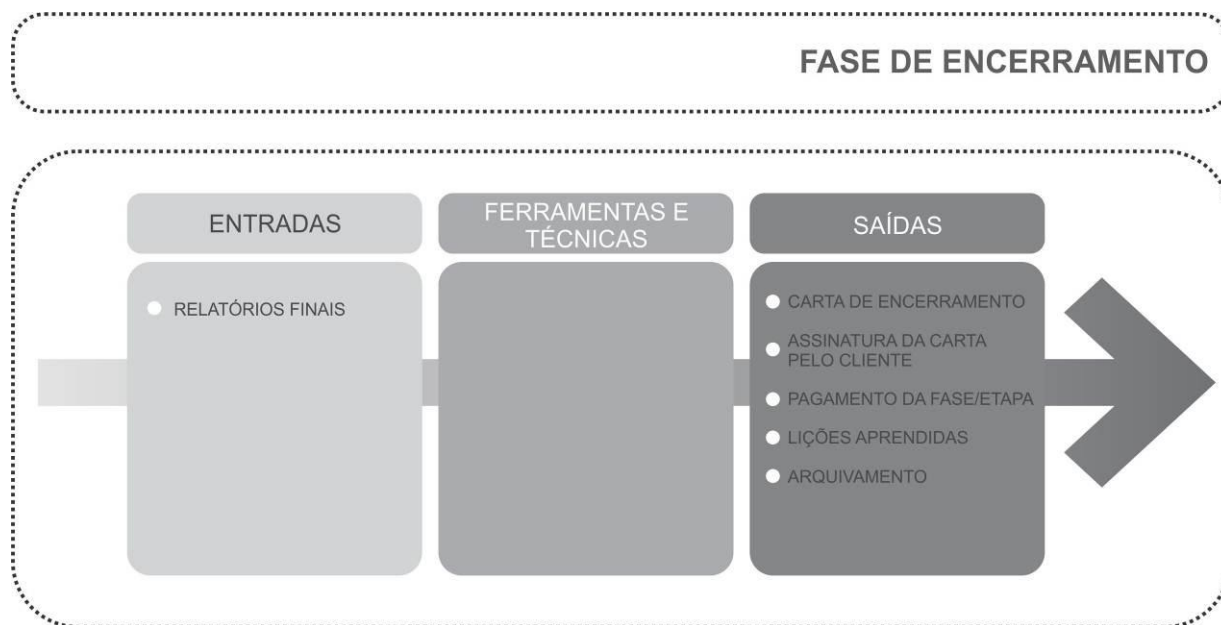 FASE DE ENCERRAMENTO
ENTRADAS
FERRAMENTAS E
TÉCNICAS
SAÍDAS
RELATÓRIOS FINAIS
CARTA DE ENCERRAMENTO
ASSINATURA DA CARTA
PELO CLIENTE
PAGAMENTO DA FASE/ETAPA
LIÇÕES APRENDIDAS
ARQUIVAMENTO